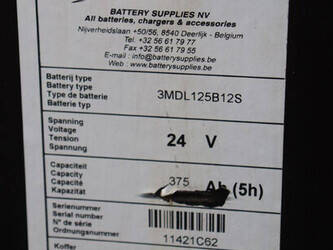 BATTERY SUPPLIES NV
All batteries, chargers & accessories
Nijverheidslaan +50/56, 8540 Deerlijk - Belgium
Tel +32 56 61 79 77
Fax +32 56 61 79 55
E-mail : info@batterysupplies.be
Web : www.batterysupplies.be
Batterij type
Battery type
Type de batterie
Batterie typ
3MDL125B12S
Spanning
Voltage
Tension
Spannung
24 V
Capaciteit
Capacity
Capacité
Kapazität
375 Ah (5h)
Serienummer
Serial number
N° de série
Ordnungsnummer
11421C62
Koffer